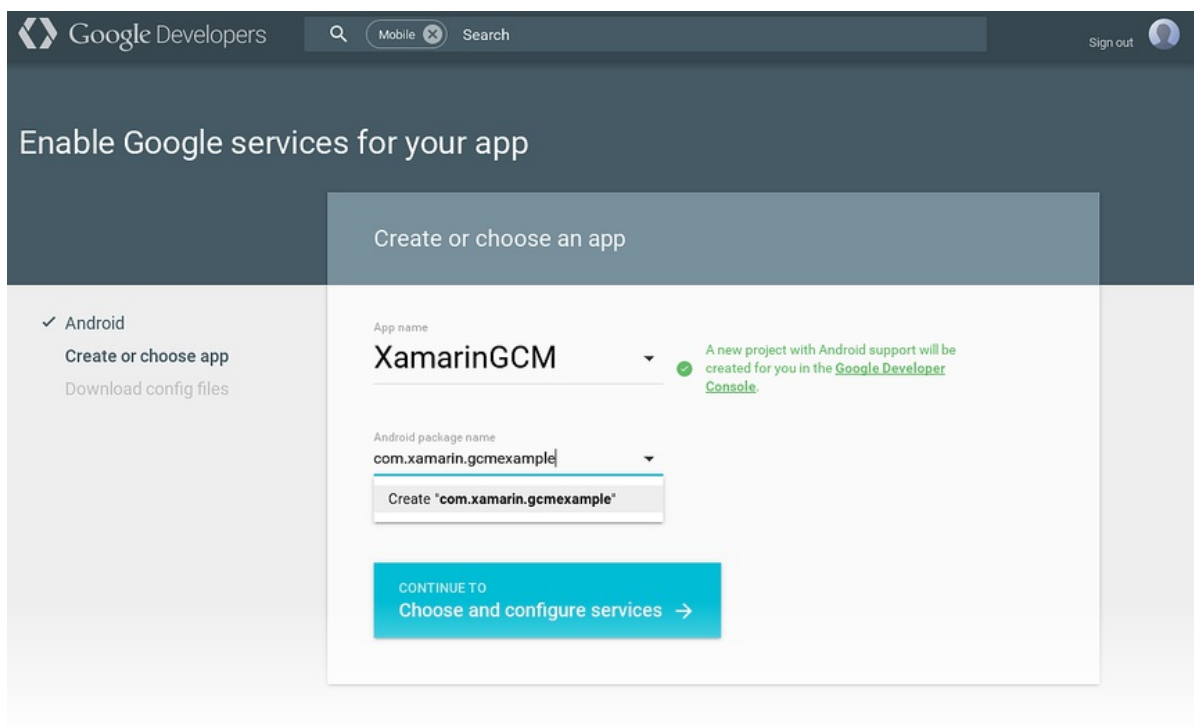 Google Developers
Mobile
Search
Sign out
Enable Google services for your app
Create or choose an app
Android
Create or choose app
Download config files
App name
XamarinGCM
A new project with Android support will be
created for you in the Google Developer
Console.
Android package name
com.xamarin.gcmexample
Create "com.xamarin.gcmexample"
CONTINUE TO
Choose and configure services